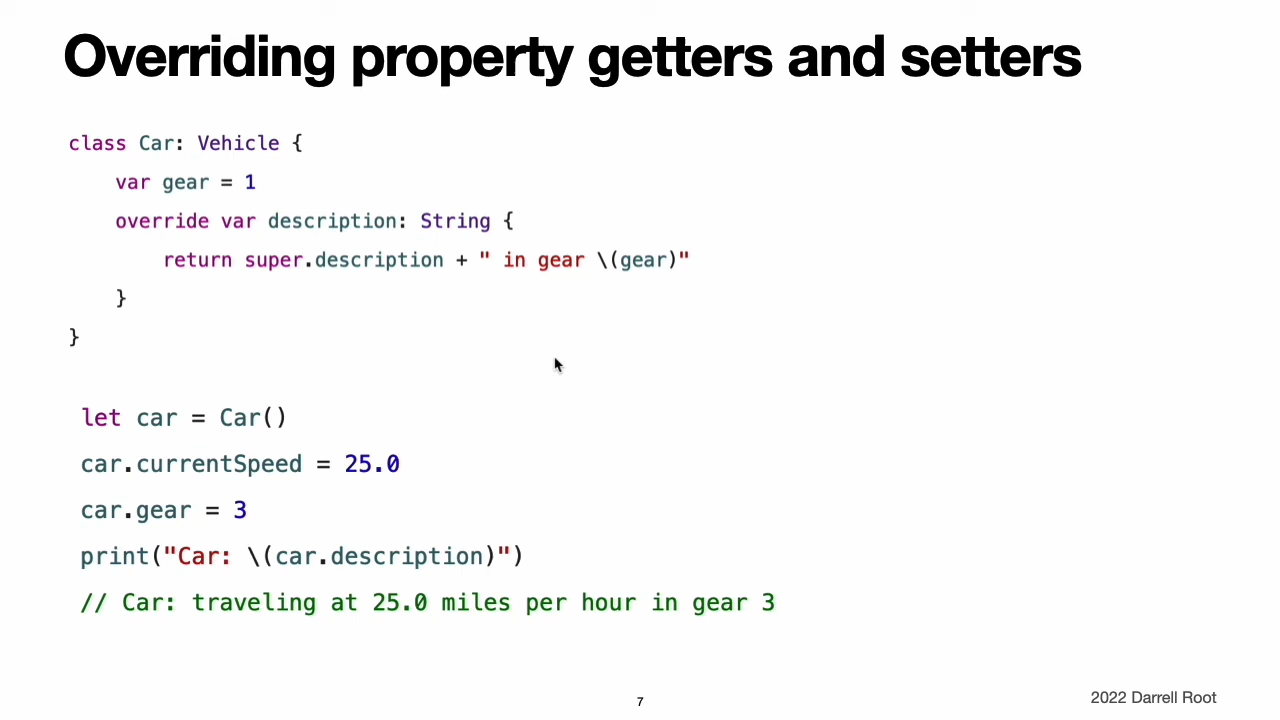 Overriding property getters and setters
class Car: Vehicle {
    var gear = 1
    override var description: String {
        return super.description + " in gear \(gear)"
    }
}
let car = Car()
car.currentSpeed = 25.0
car.gear = 3
print("Car: \(car.description)")
// Car: traveling at 25.0 miles per hour in gear 3
7
2022 Darrell Root